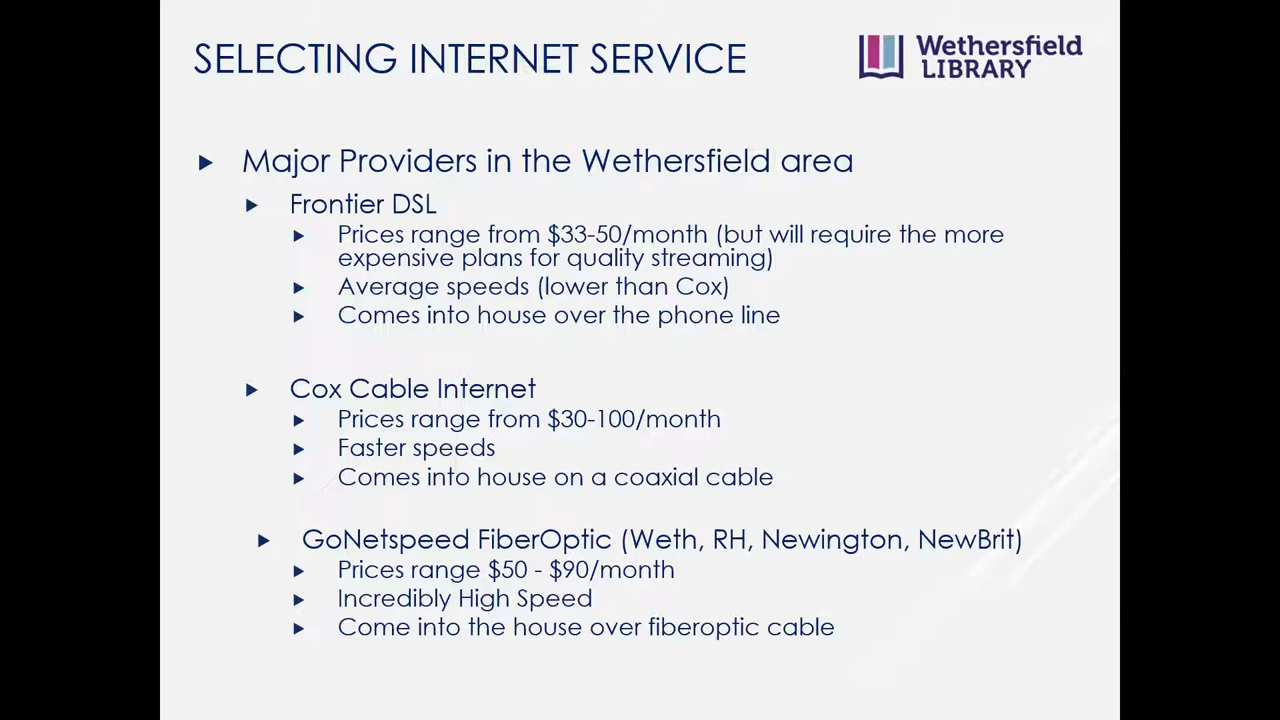 SELECTING INTERNET SERVICE
Wethersfield
LIBRARY
Major Providers in the Wethersfield area
Frontier DSL
Prices range from $33-50/month (but will require the more
expensive plans for quality streaming)
Average speeds (lower than Cox)
Comes into house over the phone line
Cox Cable Internet
Prices range from $30-100/month
Faster speeds
Comes into house on a coaxial cable
GoNetspeed FiberOptic (Weth, RH, Newington, NewBrit)
Prices range $50 - $90/month
Incredibly High Speed
Come into the house over fiberoptic cable